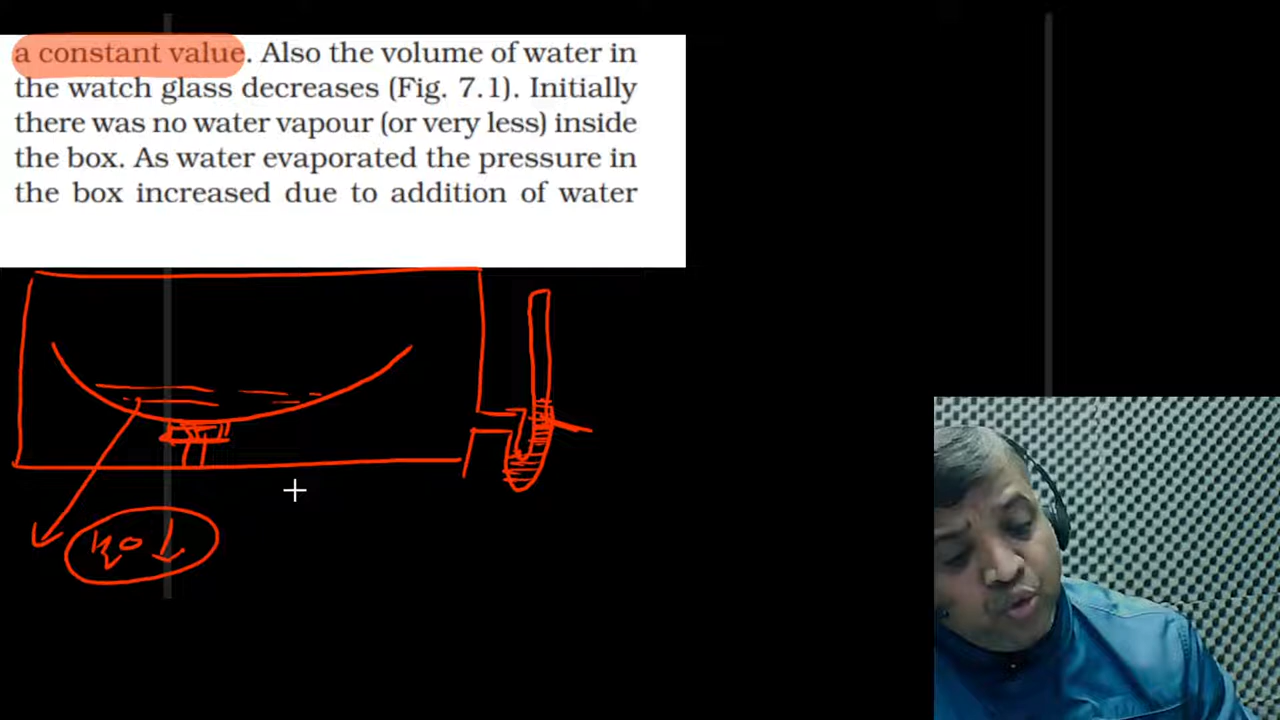 a constant value. Also the volume of water in
the watch glass decreases (Fig. 7.1). Initially
there was no water vapour (or very less) inside
the box. As water evaporated the pressure in
the box increased due to addition of water
H₂O ↓